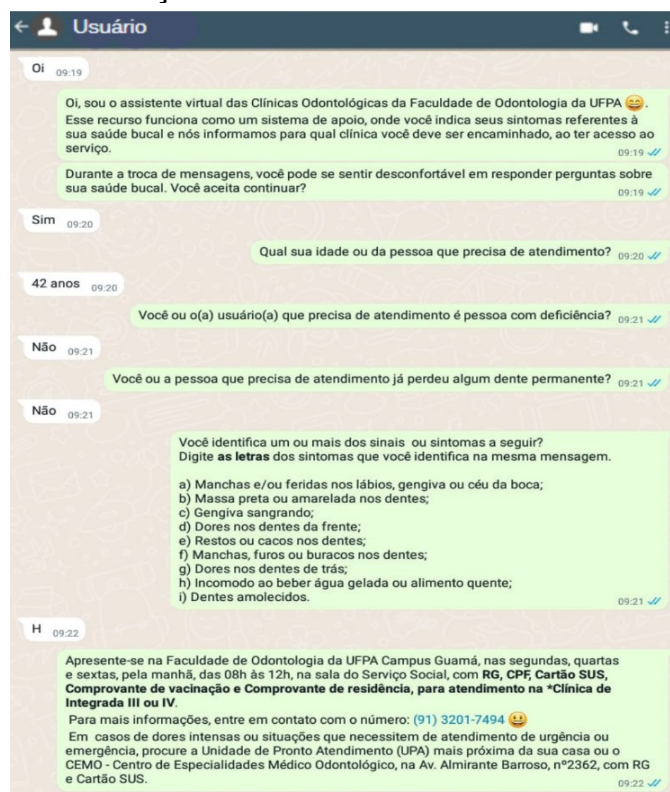 Usuário
Oi 09:19
Oi, sou o assistente virtual das Clínicas Odontológicas da Faculdade de Odontologia da UFPA 😄.
Esse recurso funciona como um sistema de apoio, onde você indica seus sintomas referentes à
sua saúde bucal e nós informamos para qual clínica você deve ser encaminhado, ao ter acesso ao
serviço.
09:19
Durante a troca de mensagens, você pode se sentir desconfortável em responder perguntas sobre
sua saúde bucal. Você aceita continuar?
09:19
Sim 09:20
Qual sua idade ou da pessoa que precisa de atendimento? 09:20
42 anos 09:20
Você ou o(a) usuário(a) que precisa de atendimento é pessoa com deficiência? 09:21
Não 09:21
Você ou a pessoa que precisa de atendimento já perdeu algum dente permanente? 09:21
Não 09:21
Você identifica um ou mais dos sinais ou sintomas a seguir?
Digite as letras dos sintomas que você identifica na mesma mensagem.
a) Manchas e/ou feridas nos lábios, gengiva ou céu da boca;
b) Massa preta ou amarelada nos dentes;
c) Gengiva sangrando;
d) Dores nos dentes da frente;
e) Restos ou cacos nos dentes;
f) Manchas, furos ou buracos nos dentes;
g) Dores nos dentes de trás;
h) Incomodo ao beber água gelada ou alimento quente;
i) Dentes amolecidos.
09:21
H 09:22
Apresente-se na Faculdade de Odontologia da UFPA Campus Guamá, nas segundas, quartas
e sextas, pela manhã, das 08h às 12h, na sala do Serviço Social, com RG, CPF, Cartão SUS,
Comprovante de vacinação e Comprovante de residência, para atendimento na *Clínica de
Integrada III ou IV.
Para mais informações, entre em contato com o número: (91) 3201-7494 😀
Em casos de dores intensas ou situações que necessitem de atendimento de urgência ou
emergência, procure a Unidade de Pronto Atendimento (UPA) mais próxima da sua casa ou o
CEMO - Centro de Especialidades Médico Odontológico, na Av. Almirante Barroso, nº2362, com RG
e Cartão SUS.
09:22